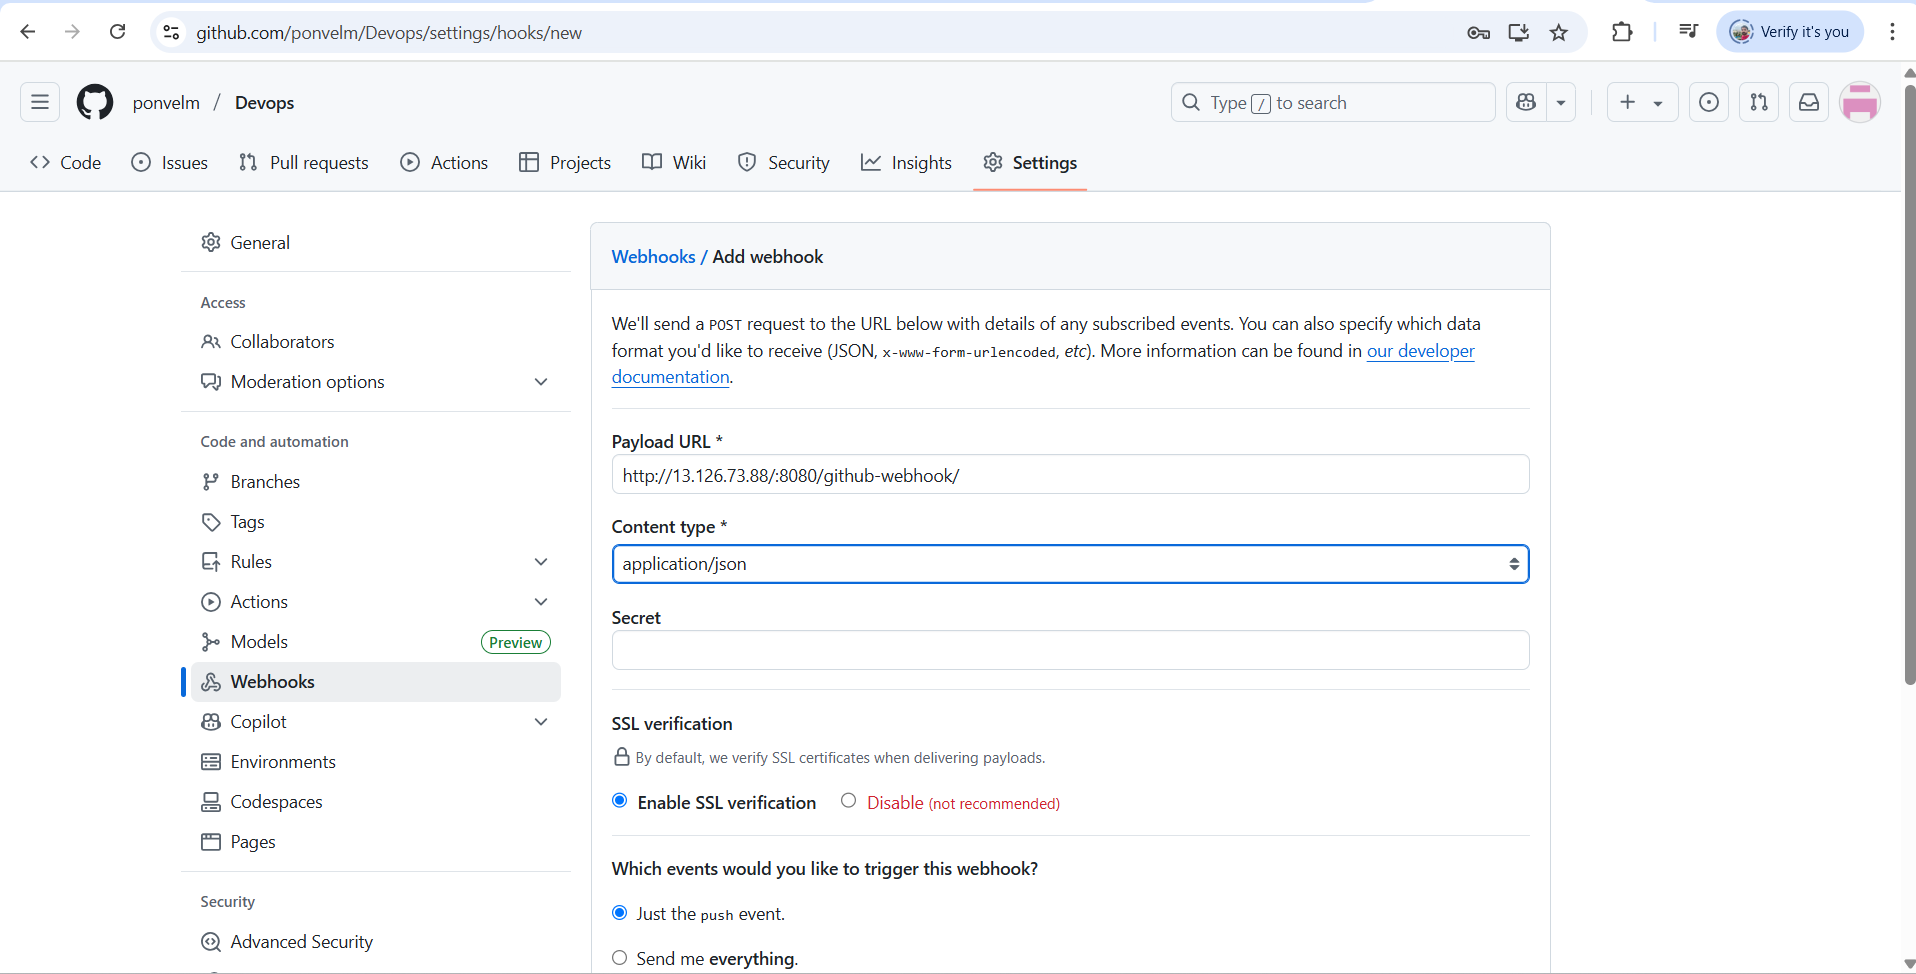 github.com/ponvelm/Devops/settings/hooks/new
Verify it's you
ponvelm / Devops
Type / to search
Code Issues Pull requests Actions Projects Wiki Security Insights Settings
General
Access
Collaborators
Moderation options
Code and automation
Branches
Tags
Rules
Actions
Models Preview
Webhooks
Copilot
Environments
Codespaces
Pages
Security
Advanced Security
Webhooks / Add webhook
We'll send a POST request to the URL below with details of any subscribed events. You can also specify which data
format you'd like to receive (JSON, x-www-form-urlencoded, etc). More information can be found in our developer
documentation.
Payload URL *
http://13.126.73.88/:8080/github-webhook/
Content type *
application/json
Secret
SSL verification
By default, we verify SSL certificates when delivering payloads.
Enable SSL verification Disable (not recommended)
Which events would you like to trigger this webhook?
Just the push event.
Send me everything.